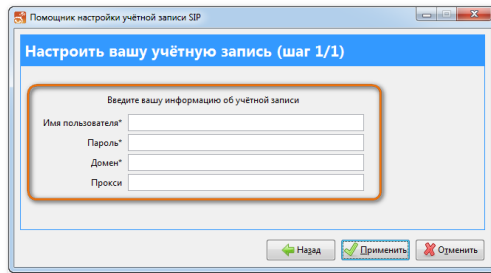 Помощник настройки учётной записи SIP
Настроить вашу учётную запись (шаг 1/1)
Введите вашу информацию об учётной записи
Имя пользователя*
Пароль*
Домен*
Прокси
Назад Применить Отменить